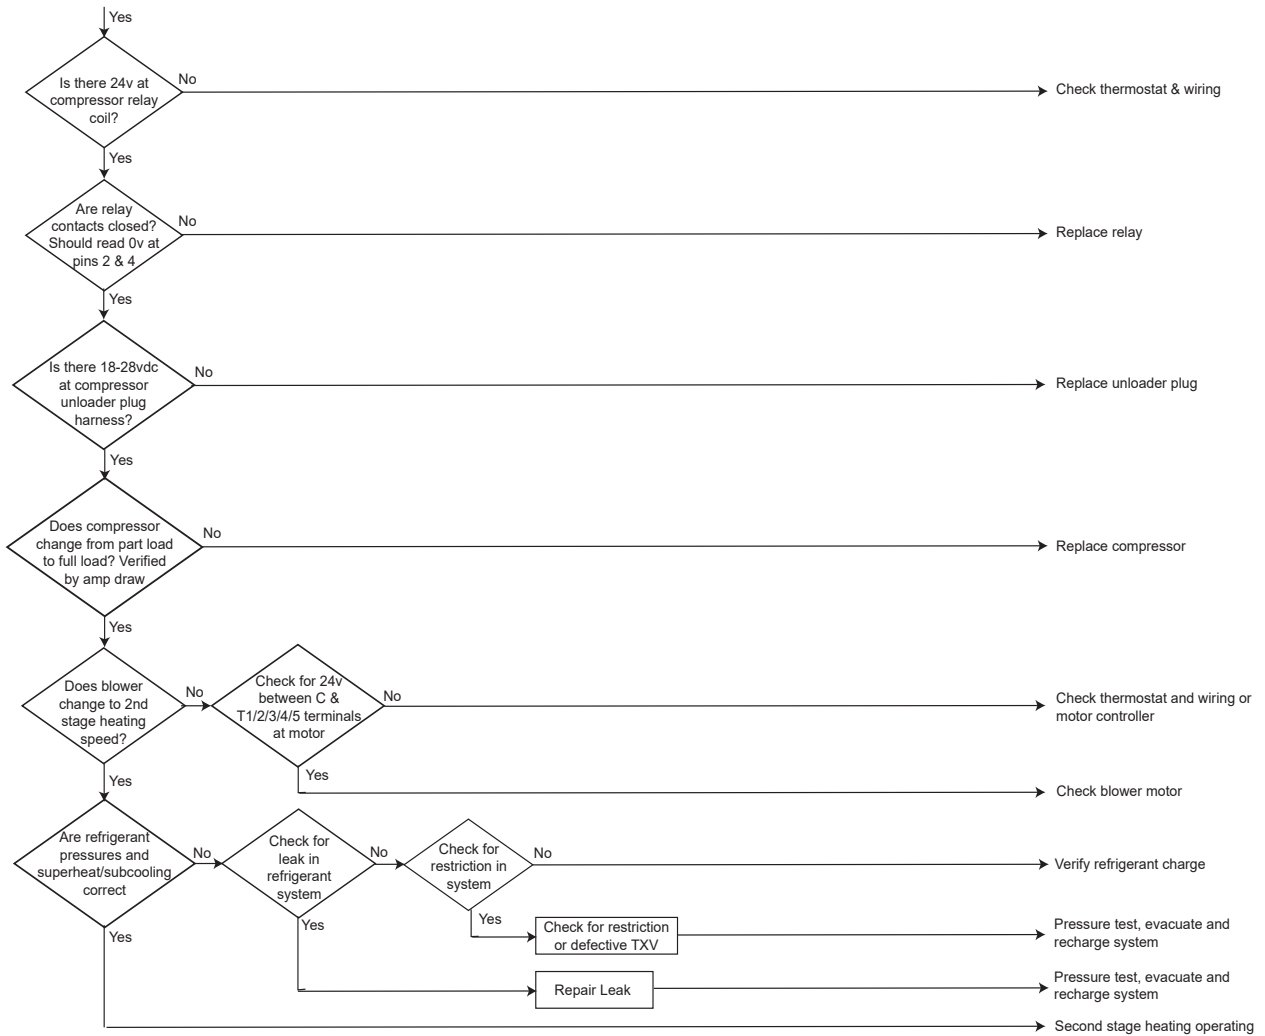 Yes
Is there 24v at
compressor relay
coil?
No
Check thermostat & wiring
Yes
Are relay
contacts closed?
Should read 0v at
pins 2 & 4
No
Replace relay
Yes
Is there 18-28vdc
at compressor
unloader plug
harness?
No
Replace unloader plug
Yes
Does compressor
change from part load
to full load? Verified
by amp draw
No
Replace compressor
Yes
Does blower
change to 2nd
stage heating
speed?
No
Check for 24v
between C &
T1/2/3/4/5 terminals
at motor
No
Check thermostat and wiring or
motor controller
Yes
Check blower motor
Yes
Are refrigerant
pressures and
superheat/subcooling
correct
No
Check for
leak in
refrigerant
system
No
Check for
restriction in
system
No
Verify refrigerant charge
Yes
Check for restriction
or defective TXV
Pressure test, evacuate and
recharge system
Yes
Repair Leak
Pressure test, evacuate and
recharge system
Yes
Second stage heating operating